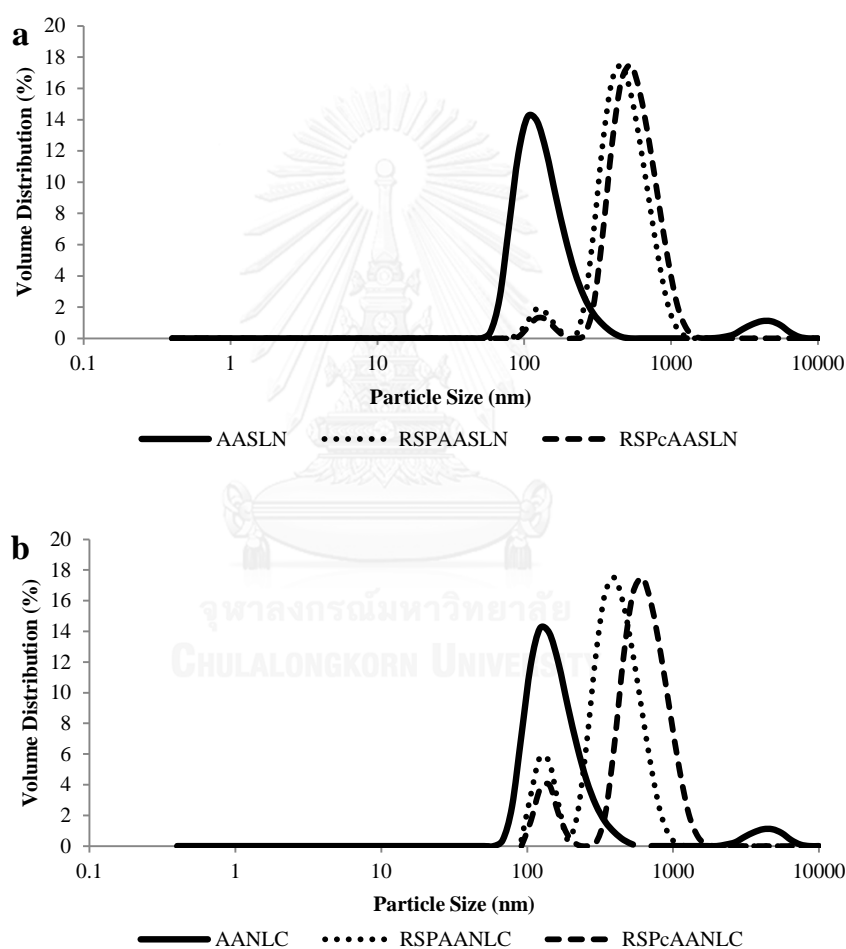 a
20
18
16
14
12
10
8
6
4
2
0
Volume Distribution (%)
0.1 1 10 100 1000 10000
Particle Size (nm)
AASLN RSPAASLN RSPcAASLN
b
20
18
16
14
12
10
8
6
4
2
0
Volume Distribution (%)
จุฬาลงกรณ์มหาวิทยาลัย
CHULALONGKORN UNIVERSITY
0.1 1 10 100 1000 10000
Particle Size (nm)
AANLC RSPAANLC RSPcAANLC